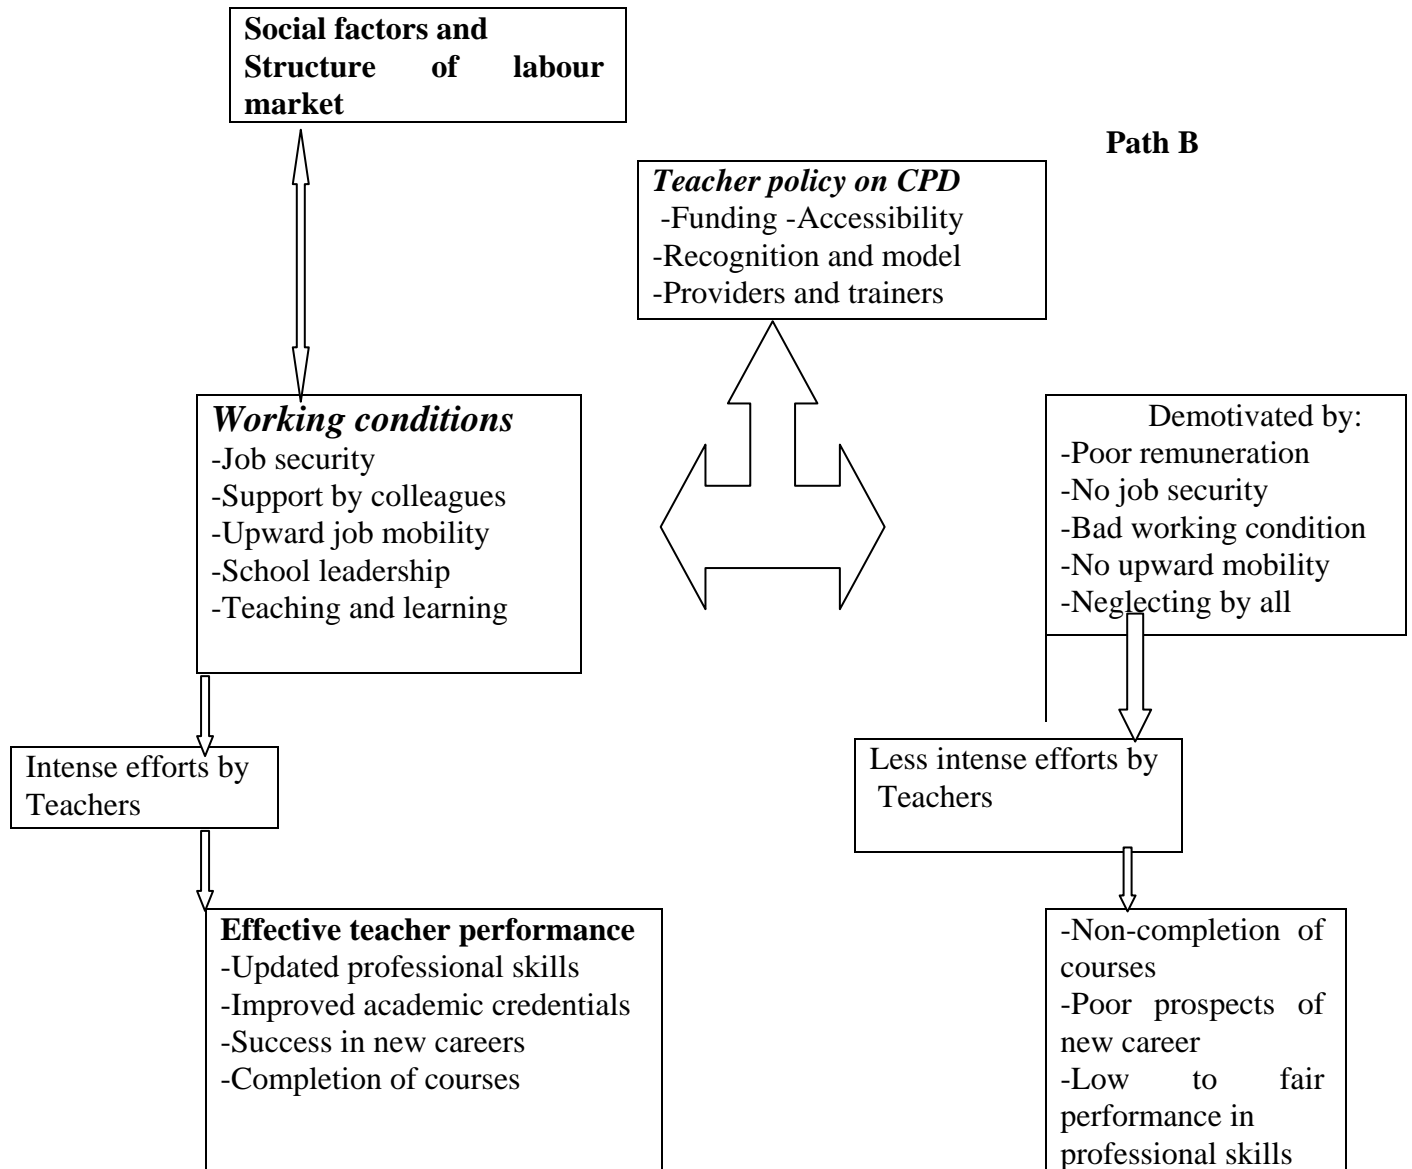 Social factors and
Structure of labour
market
Path B
Teacher policy on CPD
-Funding -Accessibility
-Recognition and model
-Providers and trainers
Working conditions
-Job security
-Support by colleagues
-Upward job mobility
-School leadership
-Teaching and learning
Demotivated by:
-Poor remuneration
-No job security
-Bad working condition
-No upward mobility
-Neglecting by all
Intense efforts by
Teachers
Less intense efforts by
Teachers
Effective teacher performance
-Updated professional skills
-Improved academic credentials
-Success in new careers
-Completion of courses
-Non-completion of
courses
-Poor prospects of
new career
-Low to fair
performance in
professional skills